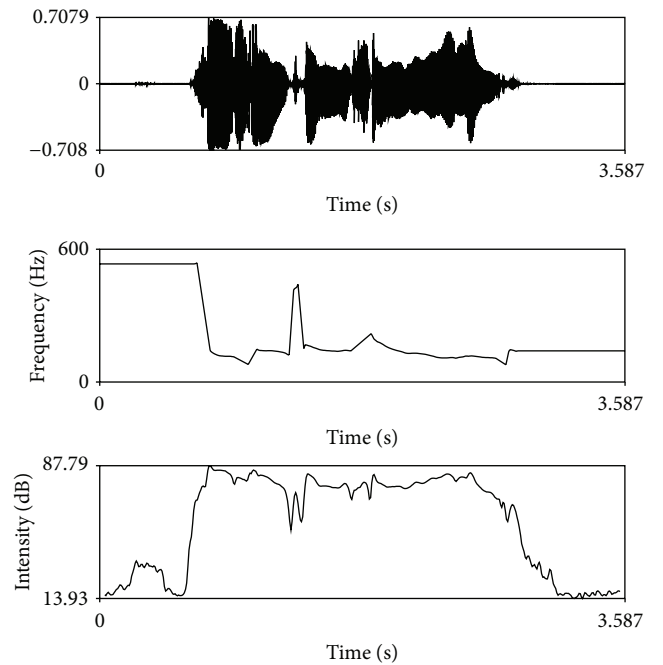 0.7079
0
−0.708
0 3.587
Time (s)
600
Frequency (Hz)
0
0 3.587
Time (s)
87.79
Intensity (dB)
13.93
0 3.587
Time (s)